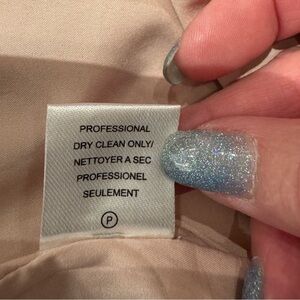 PROFESSIONAL
DRY CLEAN ONLY/
NETTOYER A SEC
PROFESSIONEL
SEULEMENT
P